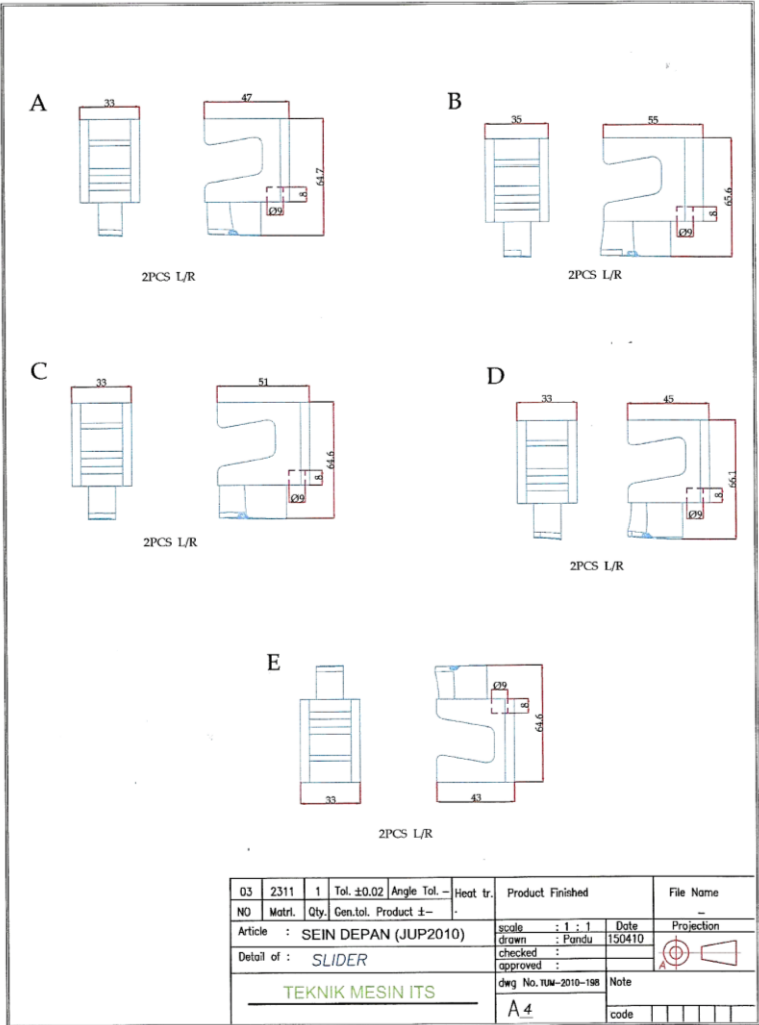 A
33
47
64.7
8
Ø9
2PCS L/R
B
35
55
65.6
8
Ø9
2PCS L/R
C
33
51
64.6
8
Ø9
2PCS L/R
D
33
45
66.1
8
Ø9
2PCS L/R
E
Ø9
8
64.6
33
43
2PCS L/R
03 2311 1 Tol. ±0.02 Angle Tol. – Heat tr. Product Finished File Name
NO Matrl. Qty. Gen.tol. Product ±– - –
Article : SEIN DEPAN (JUP2010) scale : 1 : 1 Date Projection
drawn : Pandu 150410
Detail of : SLIDER checked :
approved :
A
TEKNIK MESIN ITS dwg No. TUM-2010-198 Note
A4 code